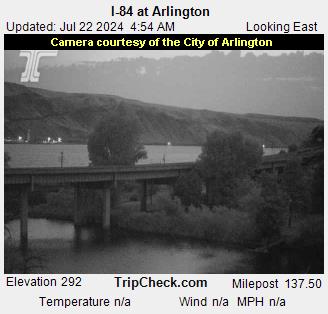 I-84 at Arlington
Updated: Jul 22 2024 4:54 AM Looking East
Camera courtesy of the City of Arlington
Elevation 292 TripCheck.com Milepost 137.50
Temperature n/a Wind n/a MPH n/a